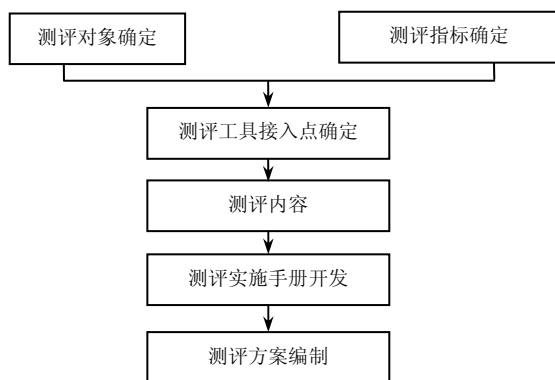 测评对象确定
测评指标确定
测评工具接入点确定
测评内容
测评实施手册开发
测评方案编制